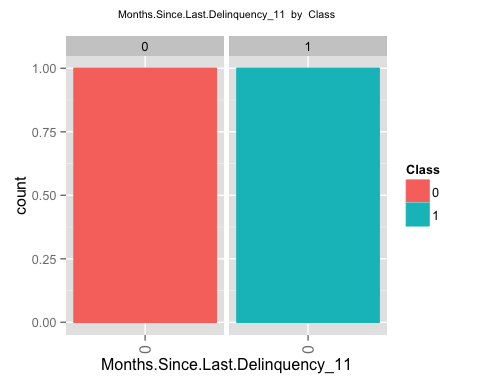 Months.Since.Last.Delinquency_11 by Class
0 1
1.00
0.75
0.50
0.25
0.00
count
0 0
Months.Since.Last.Delinquency_11
Class
0
1